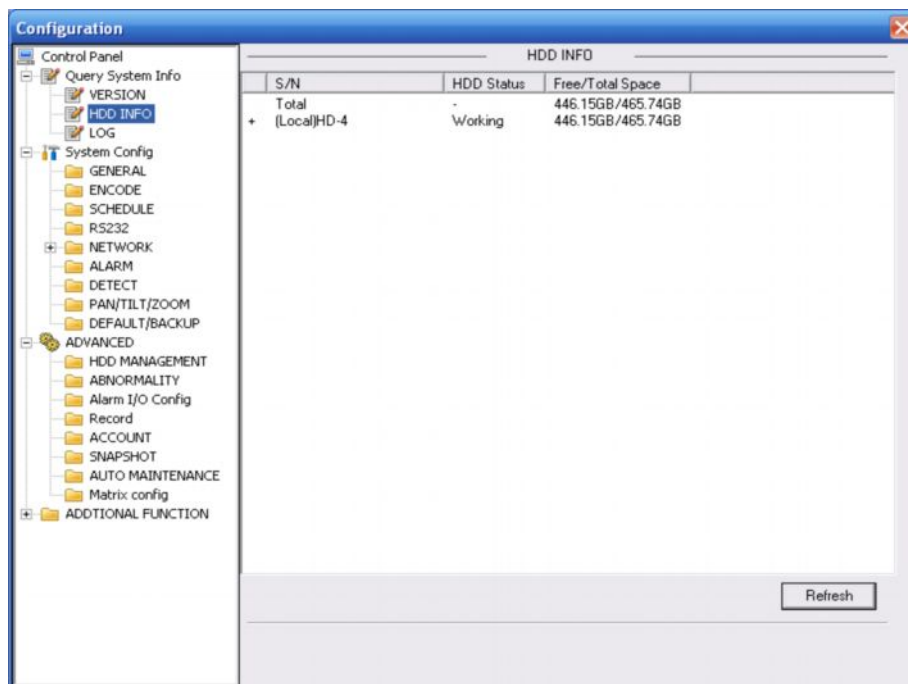 Configuration
Control Panel
Query System Info
VERSION
HDD INFO
LOG
System Config
GENERAL
ENCODE
SCHEDULE
RS232
NETWORK
ALARM
DETECT
PAN/TILT/ZOOM
DEFAULT/BACKUP
ADVANCED
HDD MANAGEMENT
ABNORMALITY
Alarm I/O Config
Record
ACCOUNT
SNAPSHOT
AUTO MAINTENANCE
Matrix config
ADDTIONAL FUNCTION
HDD INFO
S/N HDD Status Free/Total Space
Total - 446.15GB/465.74GB
+ (Local)HD-4 Working 446.15GB/465.74GB
Refresh